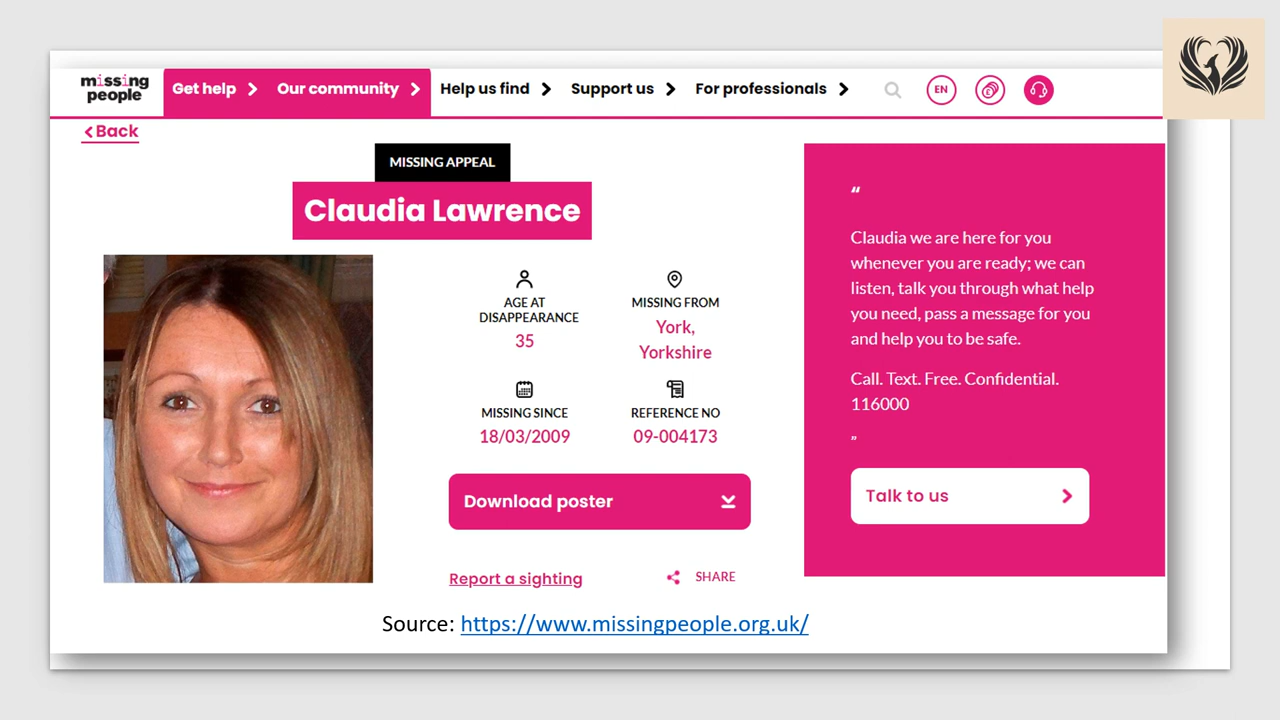 missing
people
Get help
Our community
Help us find
Support us
For professionals
EN
£
Back
MISSING APPEAL
Claudia Lawrence
AGE AT
DISAPPEARANCE
35
MISSING FROM
York,
Yorkshire
MISSING SINCE
18/03/2009
REFERENCE NO
09-004173
Download poster
Report a sighting
SHARE
“
Claudia we are here for you
whenever you are ready; we can
listen, talk you through what help
you need, pass a message for you
and help you to be safe.
Call. Text. Free. Confidential.
116000
”
Talk to us
Source: https://www.missingpeople.org.uk/